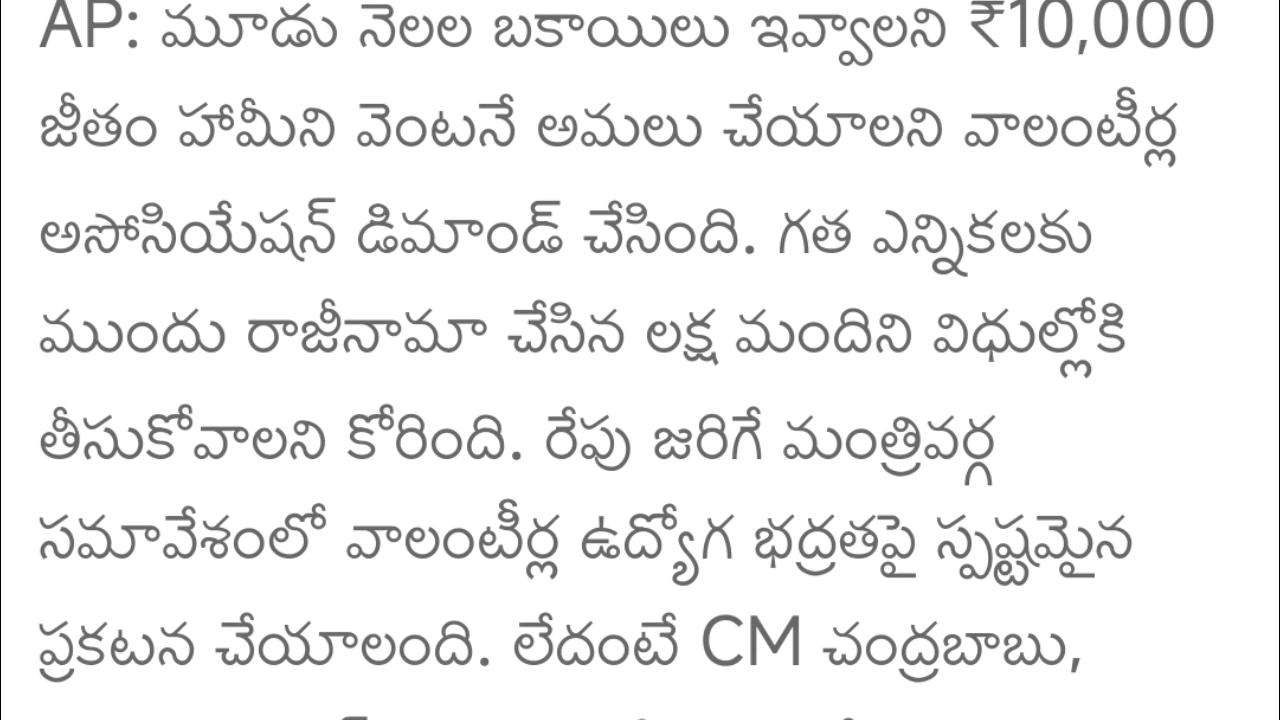 AP: మూడు నెలల బకాయిలు ఇవ్వాలని ₹10,000
జీతం హామీని వెంటనే అమలు చేయాలని వాలంటీర్ల
అసోసియేషన్ డిమాండ్ చేసింది. గత ఎన్నికలకు
ముందు రాజీనామా చేసిన లక్ష మందిని విధుల్లోకి
తీసుకోవాలని కోరింది. రేపు జరిగే మంత్రివర్గ
సమావేశంలో వాలంటీర్ల ఉద్యోగ భద్రతపై స్పష్టమైన
ప్రకటన చేయాలంది. లేదంటే CM చంద్రబాబు,